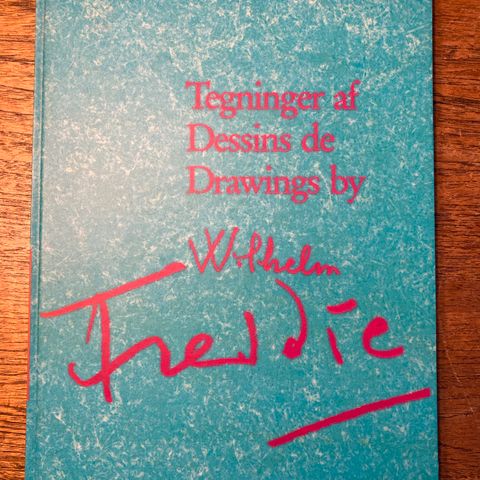 Tegninger af
Dessins de
Drawings by
Wilhelm
Freddie